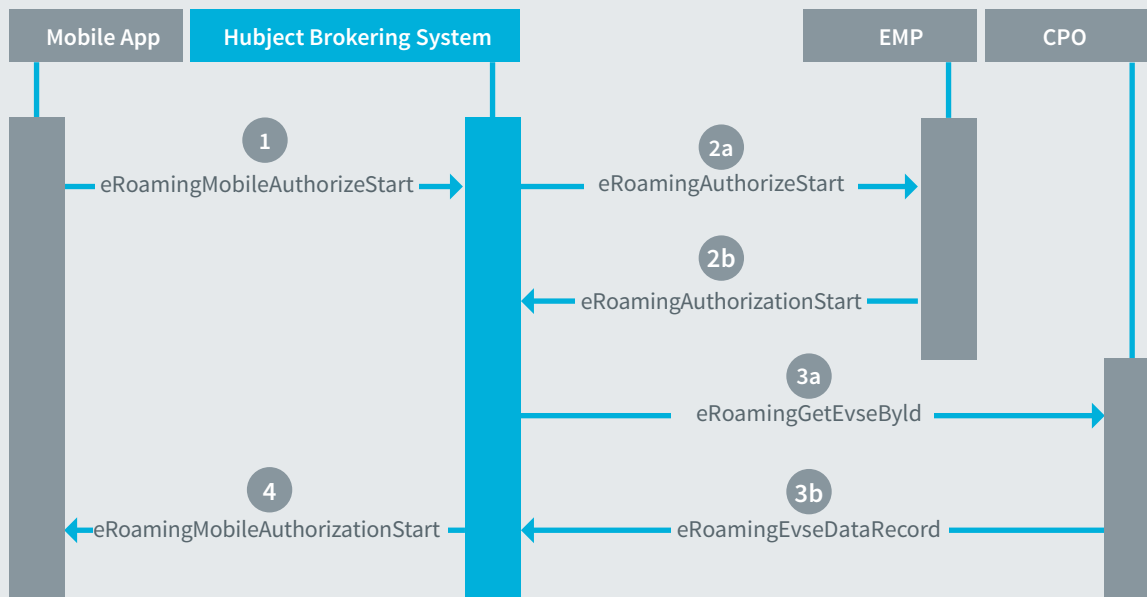 Mobile App
Hubject Brokering System
EMP
CPO
1
eRoamingMobileAuthorizeStart
2a
eRoamingAuthorizeStart
2b
eRoamingAuthorizationStart
3a
eRoamingGetEvseById
4
eRoamingMobileAuthorizationStart
3b
eRoamingEvseDataRecord